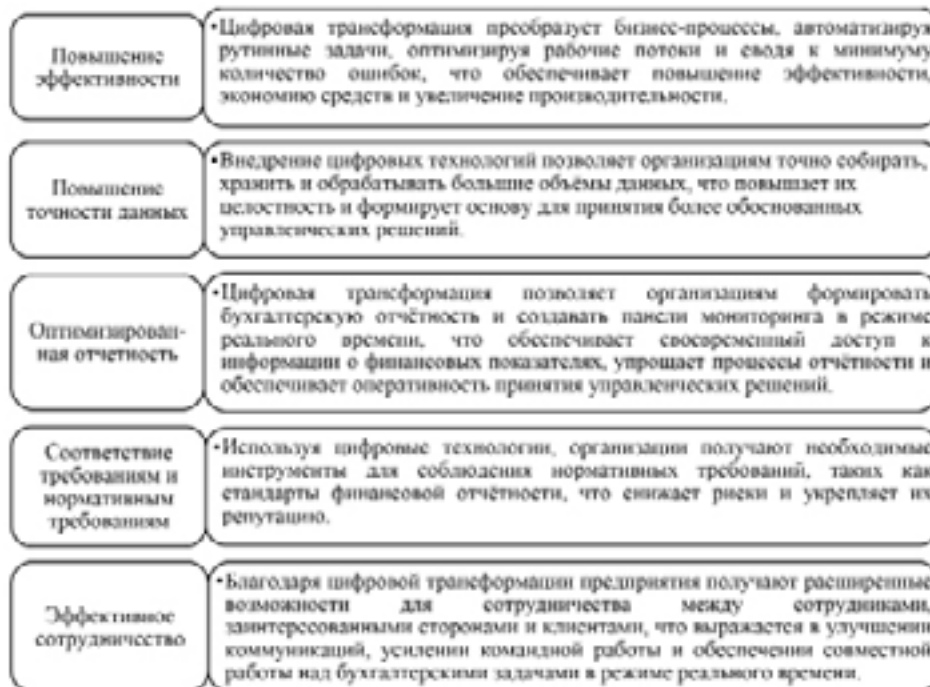 Повышение
эффективности
•Цифровая трансформация преобразует бизнес-процессы, автоматизируя
рутинные задачи, оптимизируя рабочие потоки и сводя к минимуму
количество ошибок, что обеспечивает повышение эффективности,
экономию средств и увеличение производительности.
Повышение
точности данных
•Внедрение цифровых технологий позволяет организациям точно собирать,
хранить и обрабатывать большие объёмы данных, что повышает их
целостность и формирует основу для принятия более обоснованных
управленческих решений.
Оптимизирован-
ная отчетность
•Цифровая трансформация позволяет организациям формировать
бухгалтерскую отчётность и создавать панели мониторинга в режиме
реального времени, что обеспечивает своевременный доступ к
информации о финансовых показателях, упрощает процессы отчётности и
обеспечивает оперативность принятия управленческих решений.
Соответствие
требованиям и
нормативным
требованиям
•Используя цифровые технологии, организации получают необходимые
инструменты для соблюдения нормативных требований, таких как
стандарты финансовой отчётности, что снижает риски и укрепляет их
репутацию.
Эффективное
сотрудничество
•Благодаря цифровой трансформации предприятия получают расширенные
возможности для сотрудничества между сотрудниками,
заинтересованными сторонами и клиентами, что выражается в улучшении
коммуникаций, усилении командной работы и обеспечении совместной
работы над бухгалтерскими задачами в режиме реального времени.